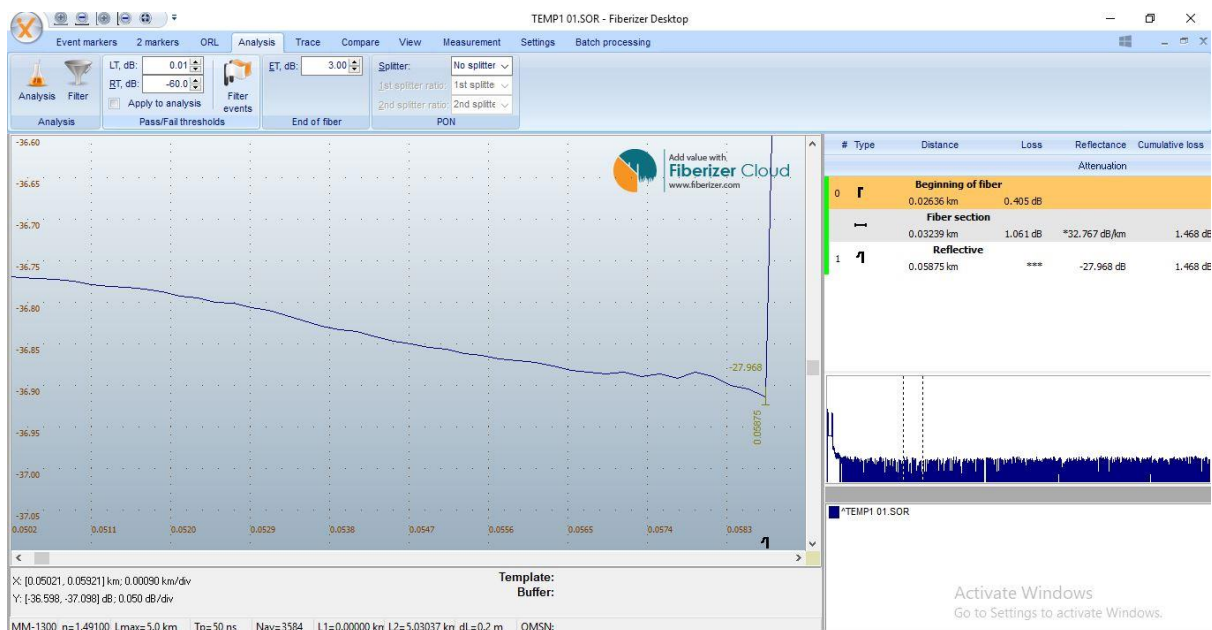 TEMP1 01.SOR - Fiberizer Desktop
Event markers 2 markers ORL Analysis Trace Compare View Measurement Settings Batch processing
LT, dB: 0.01 ET, dB: 3.00 Splitter: No splitter
RT, dB: -60.0 1st splitter ratio: 1st splitte
Analysis Filter Apply to analysis Filter events 2nd splitter ratio: 2nd splitte
Analysis Pass/Fail thresholds End of fiber PON
-36.60
-36.65
-36.70
-36.75
-36.80
-36.85
-36.90
-36.95
-37.00
-37.05
Add value with
Fiberizer Cloud
www.fiberizer.com
-27.968
0.05875
0.0502 0.0511 0.0520 0.0529 0.0538 0.0547 0.0556 0.0565 0.0574 0.0583
# Type Distance Loss Reflectance Cumulative loss
Attenuation
Beginning of fiber
0 0.02636 km 0.405 dB
Fiber section
0.03239 km 1.061 dB *32.767 dB/km 1.468 dB
Reflective
1 0.05875 km *** -27.968 dB 1.468 dB
^TEMP1 01.SOR
X: [0.05021, 0.05921] km; 0.00090 km/div
Y: [-36.598, -37.098] dB; 0.050 dB/div
Template:
Buffer:
Activate Windows
Go to Settings to activate Windows.
MM-1300 n=1.49100 Lmax=5.0 km Tp=50 ns Nav=3584 L1=0.00000 km L2=5.03037 km dL=0.2 m OMSN: